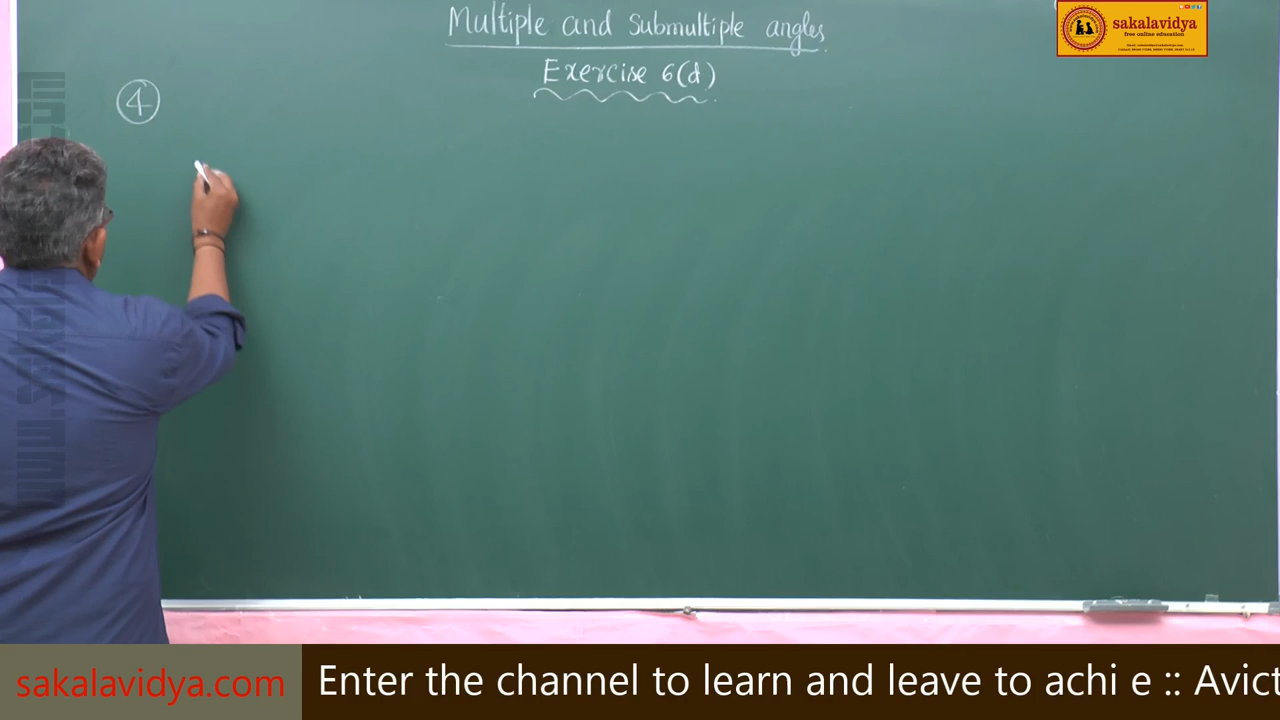 Multiple and Submultiple angles
Exercise 6(d)
4
sakalavidya
free online education
sakalavidya.com
Enter the channel to learn and leave to achi e :: Avict